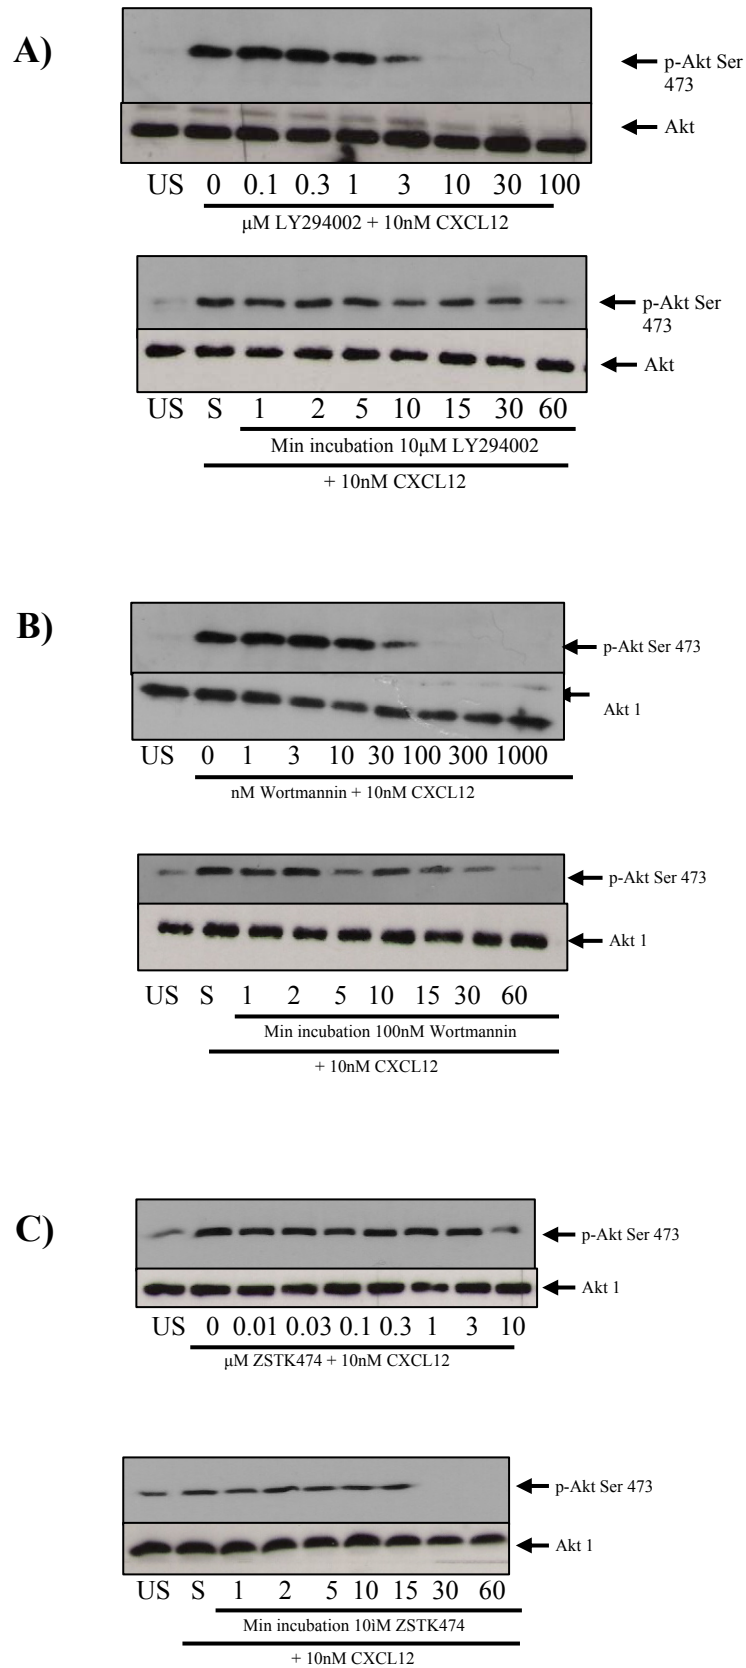 A)
p-Akt Ser
473
Akt
US 0 0.1 0.3 1 3 10 30 100
μM LY294002 + 10nM CXCL12
p-Akt Ser
473
Akt
US S 1 2 5 10 15 30 60
Min incubation 10μM LY294002
+ 10nM CXCL12
B)
p-Akt Ser 473
Akt 1
US 0 1 3 10 30 100 300 1000
nM Wortmannin + 10nM CXCL12
p-Akt Ser 473
Akt 1
US S 1 2 5 10 15 30 60
Min incubation 100nM Wortmannin
+ 10nM CXCL12
C)
p-Akt Ser 473
Akt 1
US 0 0.01 0.03 0.1 0.3 1 3 10
μM ZSTK474 + 10nM CXCL12
p-Akt Ser 473
Akt 1
US S 1 2 5 10 15 30 60
Min incubation 10ìM ZSTK474
+ 10nM CXCL12